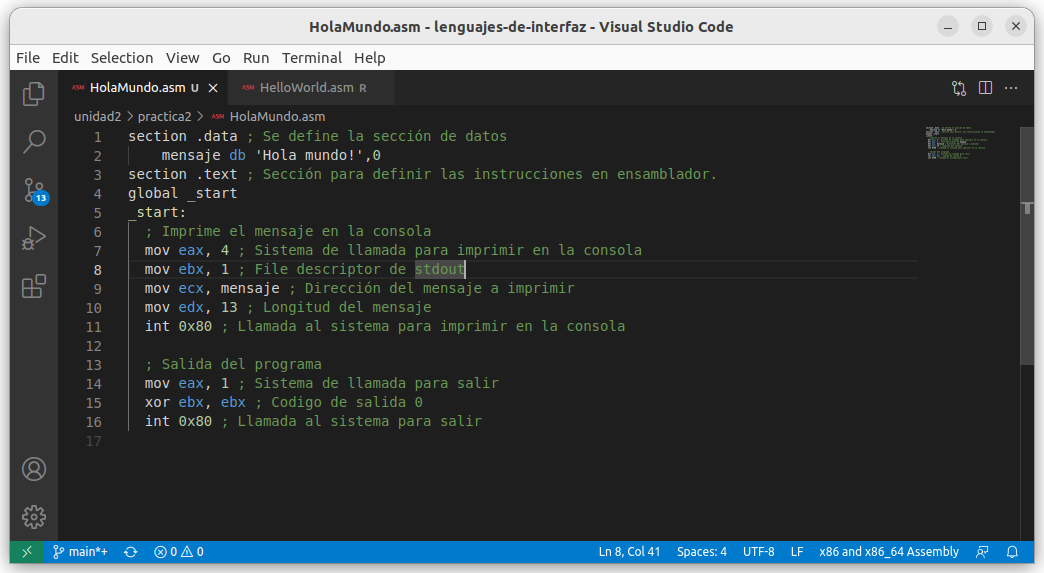 HolaMundo.asm - lenguajes-de-interfaz - Visual Studio Code
File Edit Selection View Go Run Terminal Help
ASM HolaMundo.asm U ASM HelloWorld.asm R
unidad2 > practica2 > ASM HolaMundo.asm
1 section .data ; Se define la sección de datos
2 mensaje db 'Hola mundo!',0
3 section .text ; Sección para definir las instrucciones en ensamblador.
4 global _start
5 _start:
6 ; Imprime el mensaje en la consola
7 mov eax, 4 ; Sistema de llamada para imprimir en la consola
8 mov ebx, 1 ; File descriptor de stdout
9 mov ecx, mensaje ; Dirección del mensaje a imprimir
10 mov edx, 13 ; Longitud del mensaje
11 int 0x80 ; Llamada al sistema para imprimir en la consola
12
13 ; Salida del programa
14 mov eax, 1 ; Sistema de llamada para salir
15 xor ebx, ebx ; Codigo de salida 0
16 int 0x80 ; Llamada al sistema para salir
17
13
main*+ 0 0 Ln 8, Col 41 Spaces: 4 UTF-8 LF x86 and x86_64 Assembly